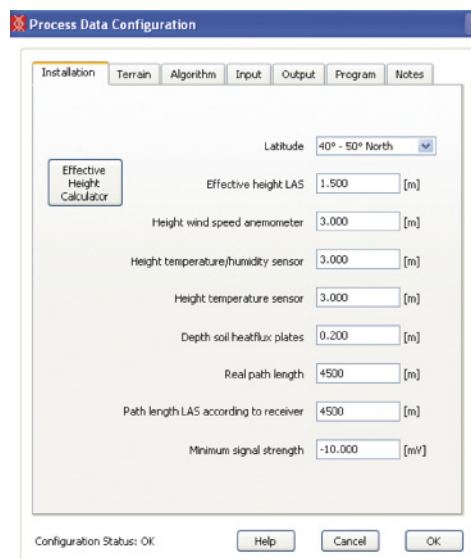 Process Data Configuration
Installation Terrain Algorithm Input Output Program Notes
Latitude 40° - 50° North
Effective Height Calculator
Effective height LAS 1.500 [m]
Height wind speed anemometer 3.000 [m]
Height temperature/humidity sensor 3.000 [m]
Height temperature sensor 3.000 [m]
Depth soil heatflux plates 0.200 [m]
Real path length 4500 [m]
Path length LAS according to receiver 4500 [m]
Minimum signal strength -10.000 [mV]
Configuration Status: OK Help Cancel OK